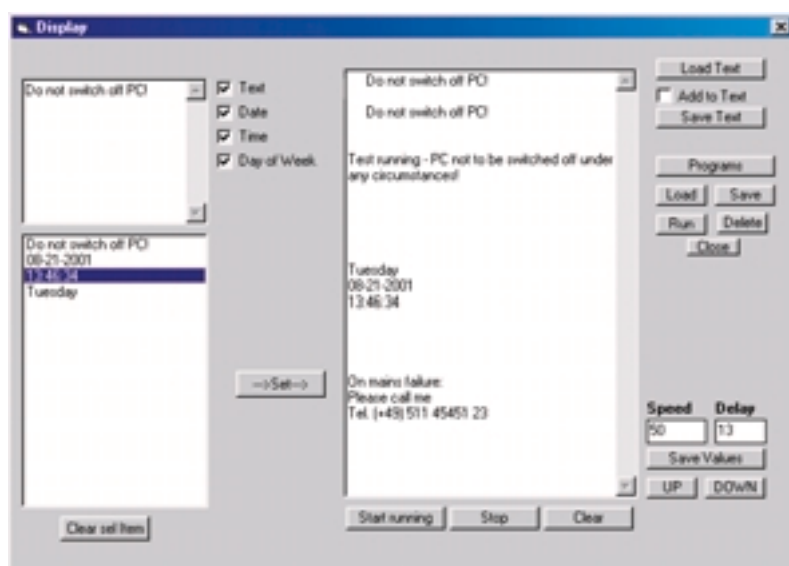 Display
Do not switch off PC!
Text
Date
Time
Day of Week
Do not switch off PC!
08-21-2001
13:46:34
Tuesday
Clear sel Item
-->Set-->
Do not switch off PC!
Do not switch off PC!
Test running - PC not to be switched off under
any circumstances!
Tuesday
08-21-2001
13:46:34
On mains failure:
Please call me
Tel. (+49) 511 45451 23
Start running
Stop
Clear
Load Text
Add to Text
Save Text
Programs
Load Save
Run Delete
Close
Speed Delay
50 13
Save Values
UP DOWN